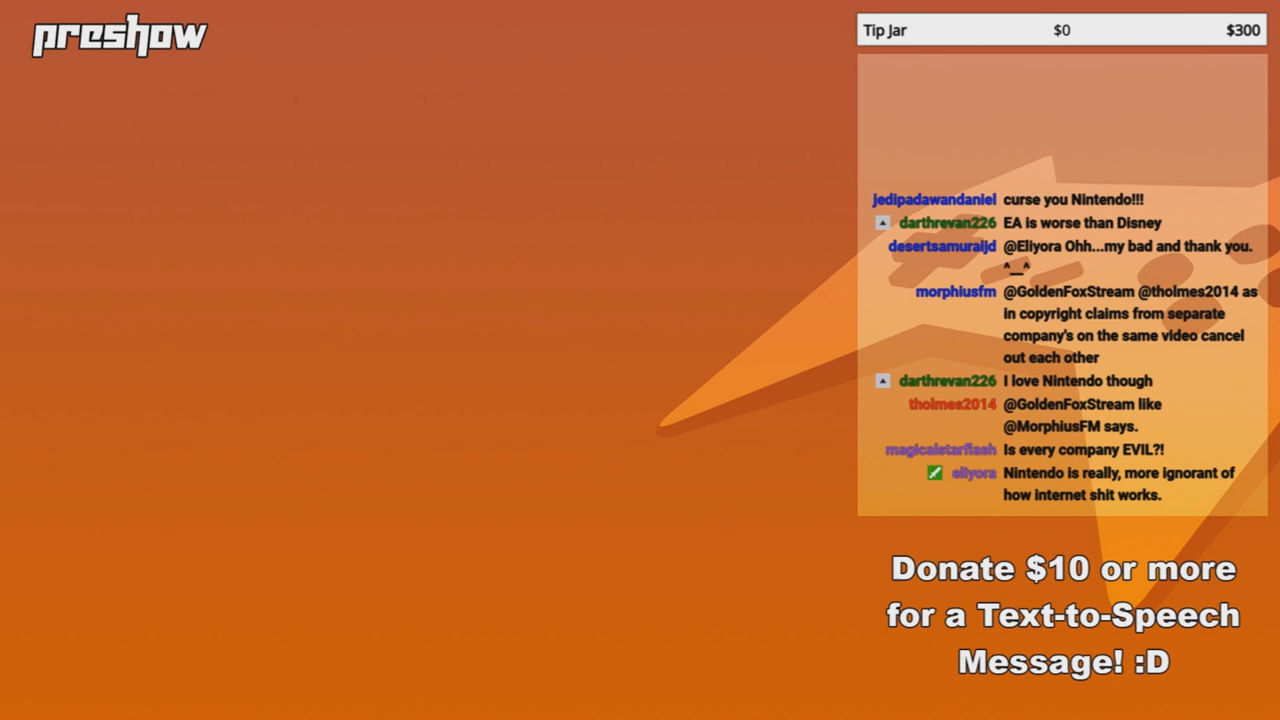 preshow
Tip Jar $0 $300
jedipadawandaniel curse you Nintendo!!!
darthrevan226 EA is worse than Disney
desertsamuraijd @Eliyora Ohh...my bad and thank you.
^__^
morphiusfm @GoldenFoxStream @tholmes2014 as
in copyright claims from separate
company's on the same video cancel
out each other
darthrevan226 I love Nintendo though
tholmes2014 @GoldenFoxStream like
@MorphiusFM says.
magicalstarflash Is every company EVIL?!
eliyora Nintendo is really, more ignorant of
how internet shit works.
Donate $10 or more
for a Text-to-Speech
Message! :D